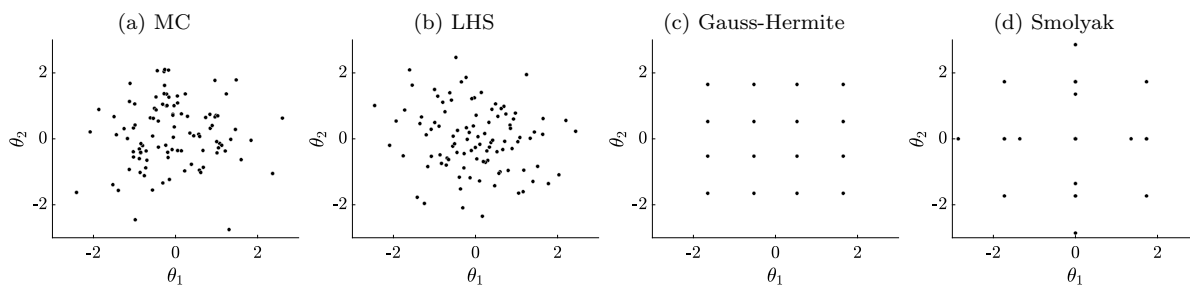 (a) MC (b) LHS (c) Gauss-Hermite (d) Smolyak
2 2 2 2
θ₂ 0 θ₂ 0 θ₂ 0 θ₂ 0
-2 -2 -2 -2
-2 0 2 -2 0 2 -2 0 2 -2 0 2
θ₁ θ₁ θ₁ θ₁